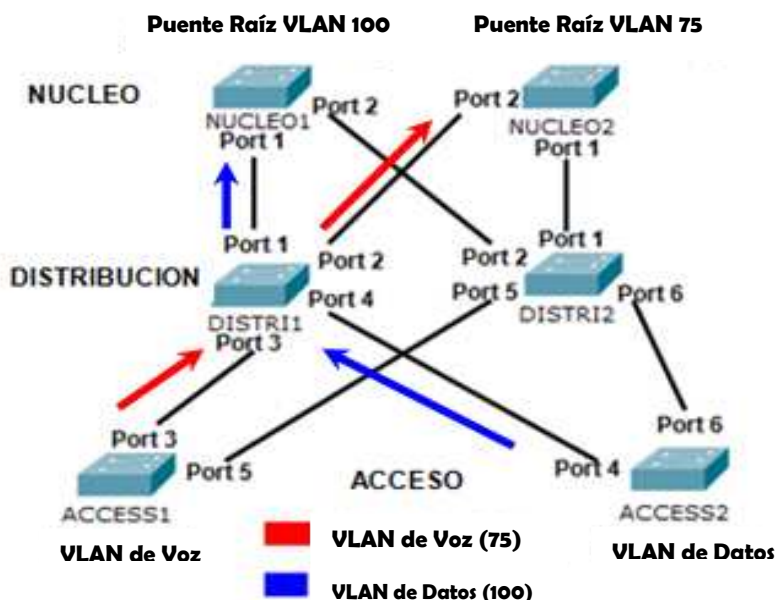 Puente Raíz VLAN 100
Puente Raíz VLAN 75
NUCLEO
NUCLEO1
Port 1
Port 2
Port 2
NUCLEO2
Port 1
DISTRIBUCION
Port 1
Port 2
Port 4
DISTRI1
Port 3
Port 1
Port 2
Port 5
Port 6
DISTRI2
Port 3
Port 5
ACCESS1
VLAN de Voz
ACCESO
Port 4
Port 6
ACCESS2
VLAN de Datos
VLAN de Voz (75)
VLAN de Datos (100)